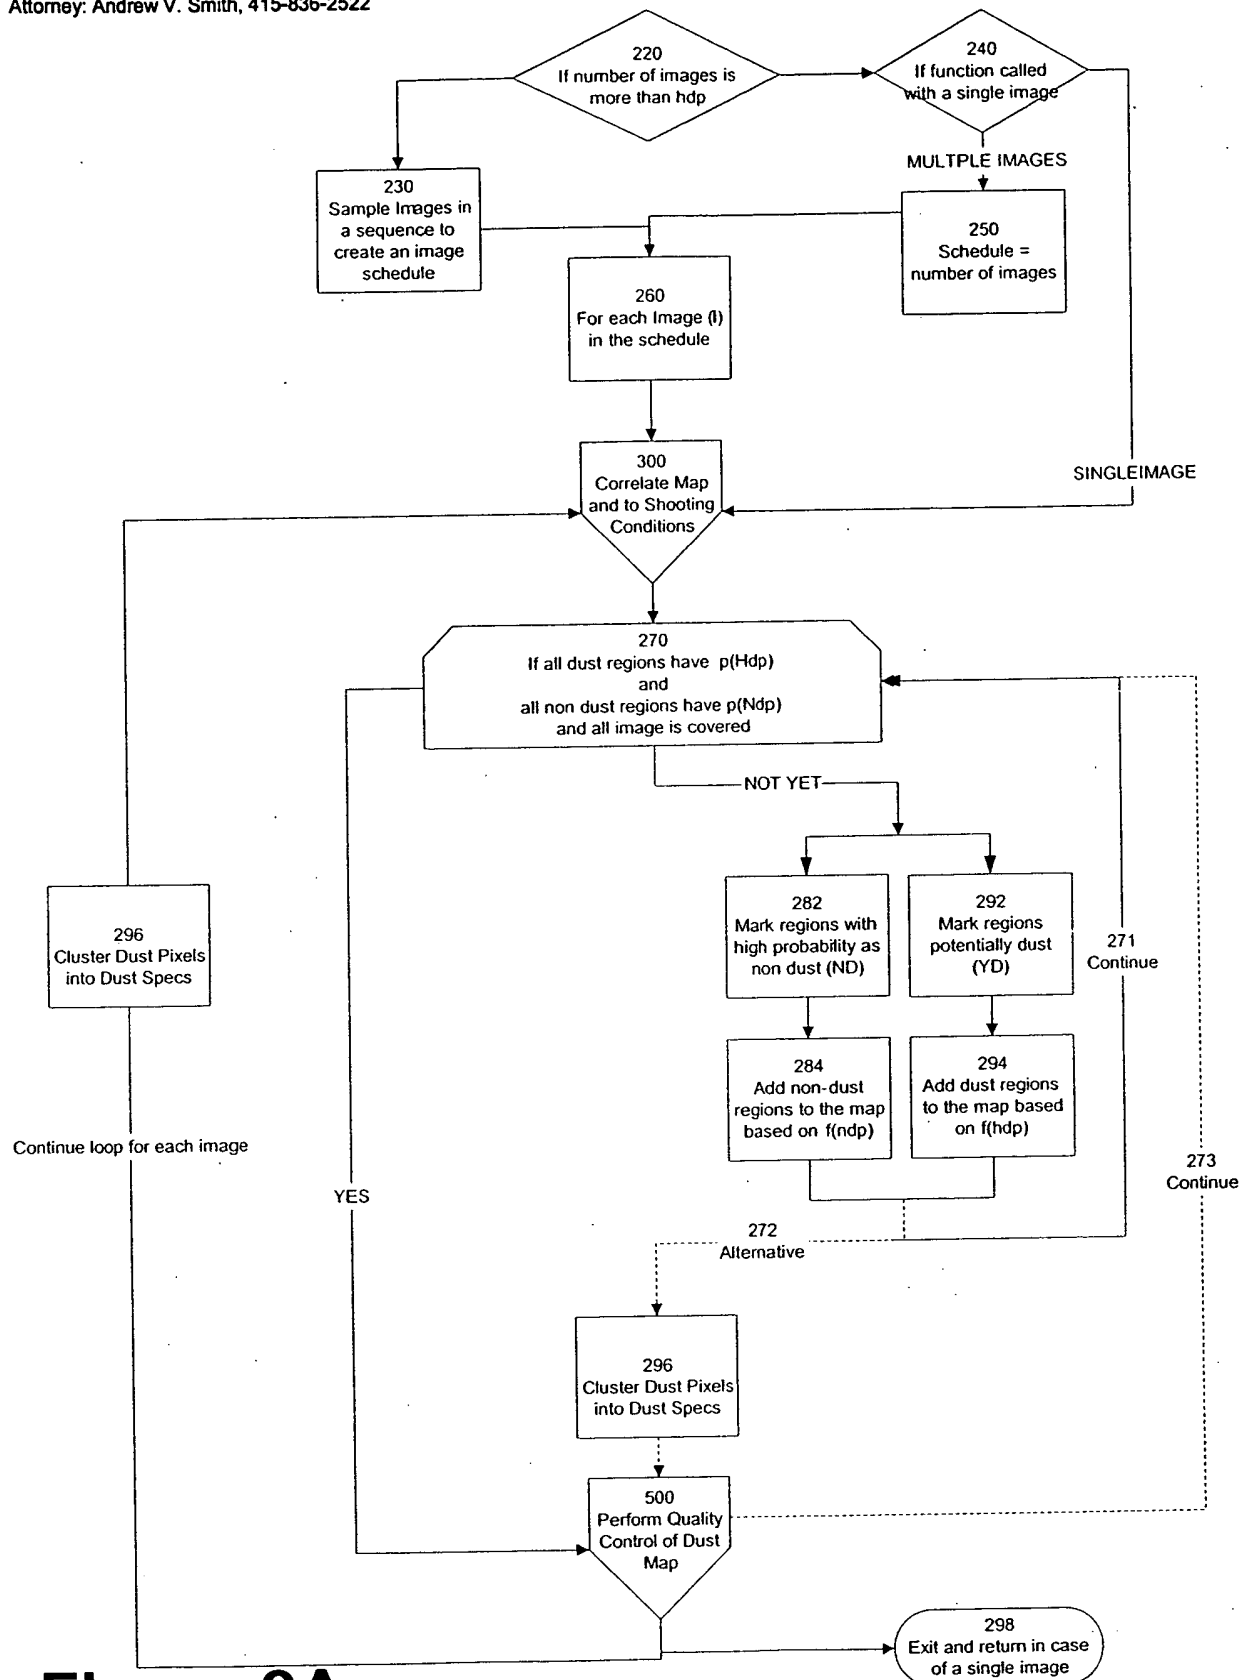 Attorney: Andrew V. Smith, 415-836-2522
220
If number of images is
more than hdp
240
If function called
with a single image
MULTPLE IMAGES
230
Sample Images in
a sequence to
create an image
schedule
250
Schedule =
number of images
260
For each Image (I)
in the schedule
300
Correlate Map
and to Shooting
Conditions
SINGLEIMAGE
270
If all dust regions have p(Hdp)
and
all non dust regions have p(Ndp)
and all image is covered
NOT YET
282
Mark regions with
high probability as
non dust (ND)
292
Mark regions
potentially dust
(YD)
271
Continue
296
Cluster Dust Pixels
into Dust Specs
284
Add non-dust
regions to the map
based on f(ndp)
294
Add dust regions
to the map based
on f(hdp)
Continue loop for each image
YES
273
Continue
272
Alternative
296
Cluster Dust Pixels
into Dust Specs
500
Perform Quality
Control of Dust
Map
298
Exit and return in case
of a single image